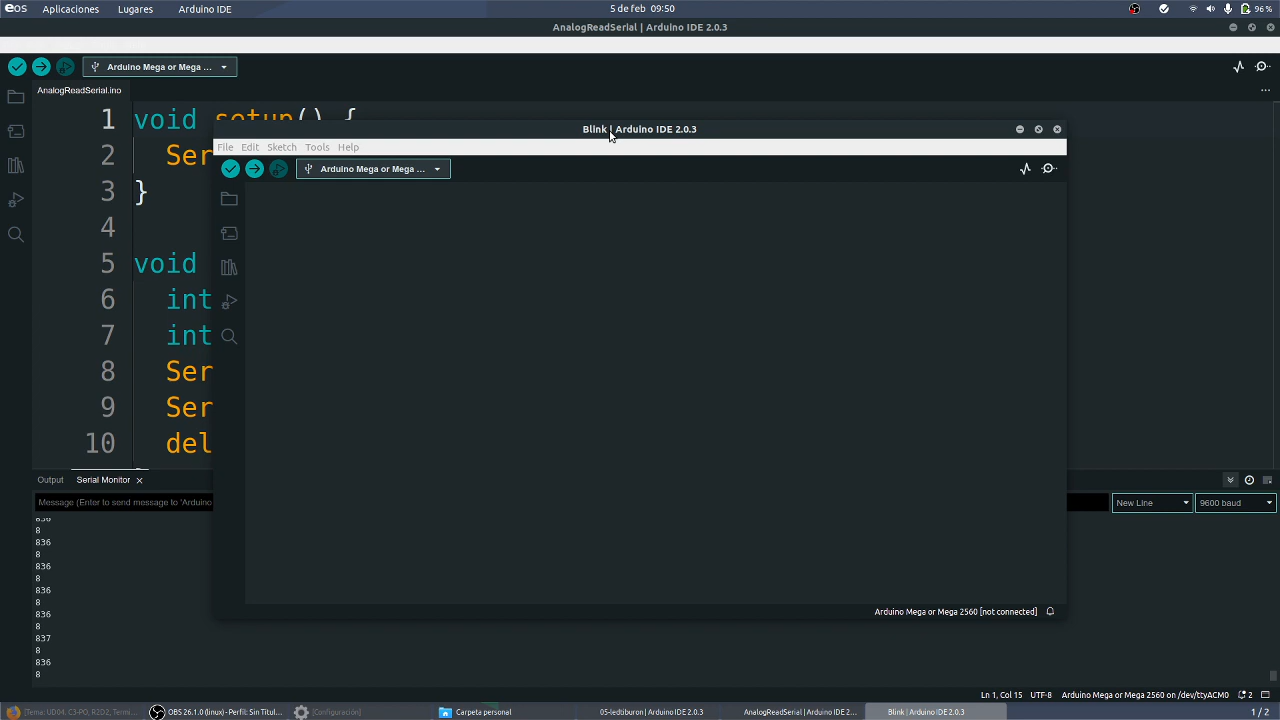 eos Aplicaciones Lugares Arduino IDE 5 de feb 09:50 96 %
AnalogReadSerial | Arduino IDE 2.0.3
Arduino Mega or Mega ...
AnalogReadSerial.ino
1 void setup() {
2 Ser
3 }
4
5 void
6 int
7 int
8 Ser
9 Ser
10 del
Blink | Arduino IDE 2.0.3
File Edit Sketch Tools Help
Arduino Mega or Mega ...
Arduino Mega or Mega 2560 [not connected]
Output Serial Monitor
Message (Enter to send message to 'Arduino
New Line 9600 baud
836
8
836
8
836
8
836
8
836
8
837
8
836
8
Ln 1, Col 15 UTF-8 Arduino Mega or Mega 2560 on /dev/ttyACM0 2
[Tema: UD04. C3-PO, R2D2, Termi... OBS 26.1.0 (linux) - Perfil: Sin Titul... [Configuración] Carpeta personal 05-ledtiburon | Arduino IDE 2.0.3 AnalogReadSerial | Arduino IDE 2... Blink | Arduino IDE 2.0.3 1 / 2